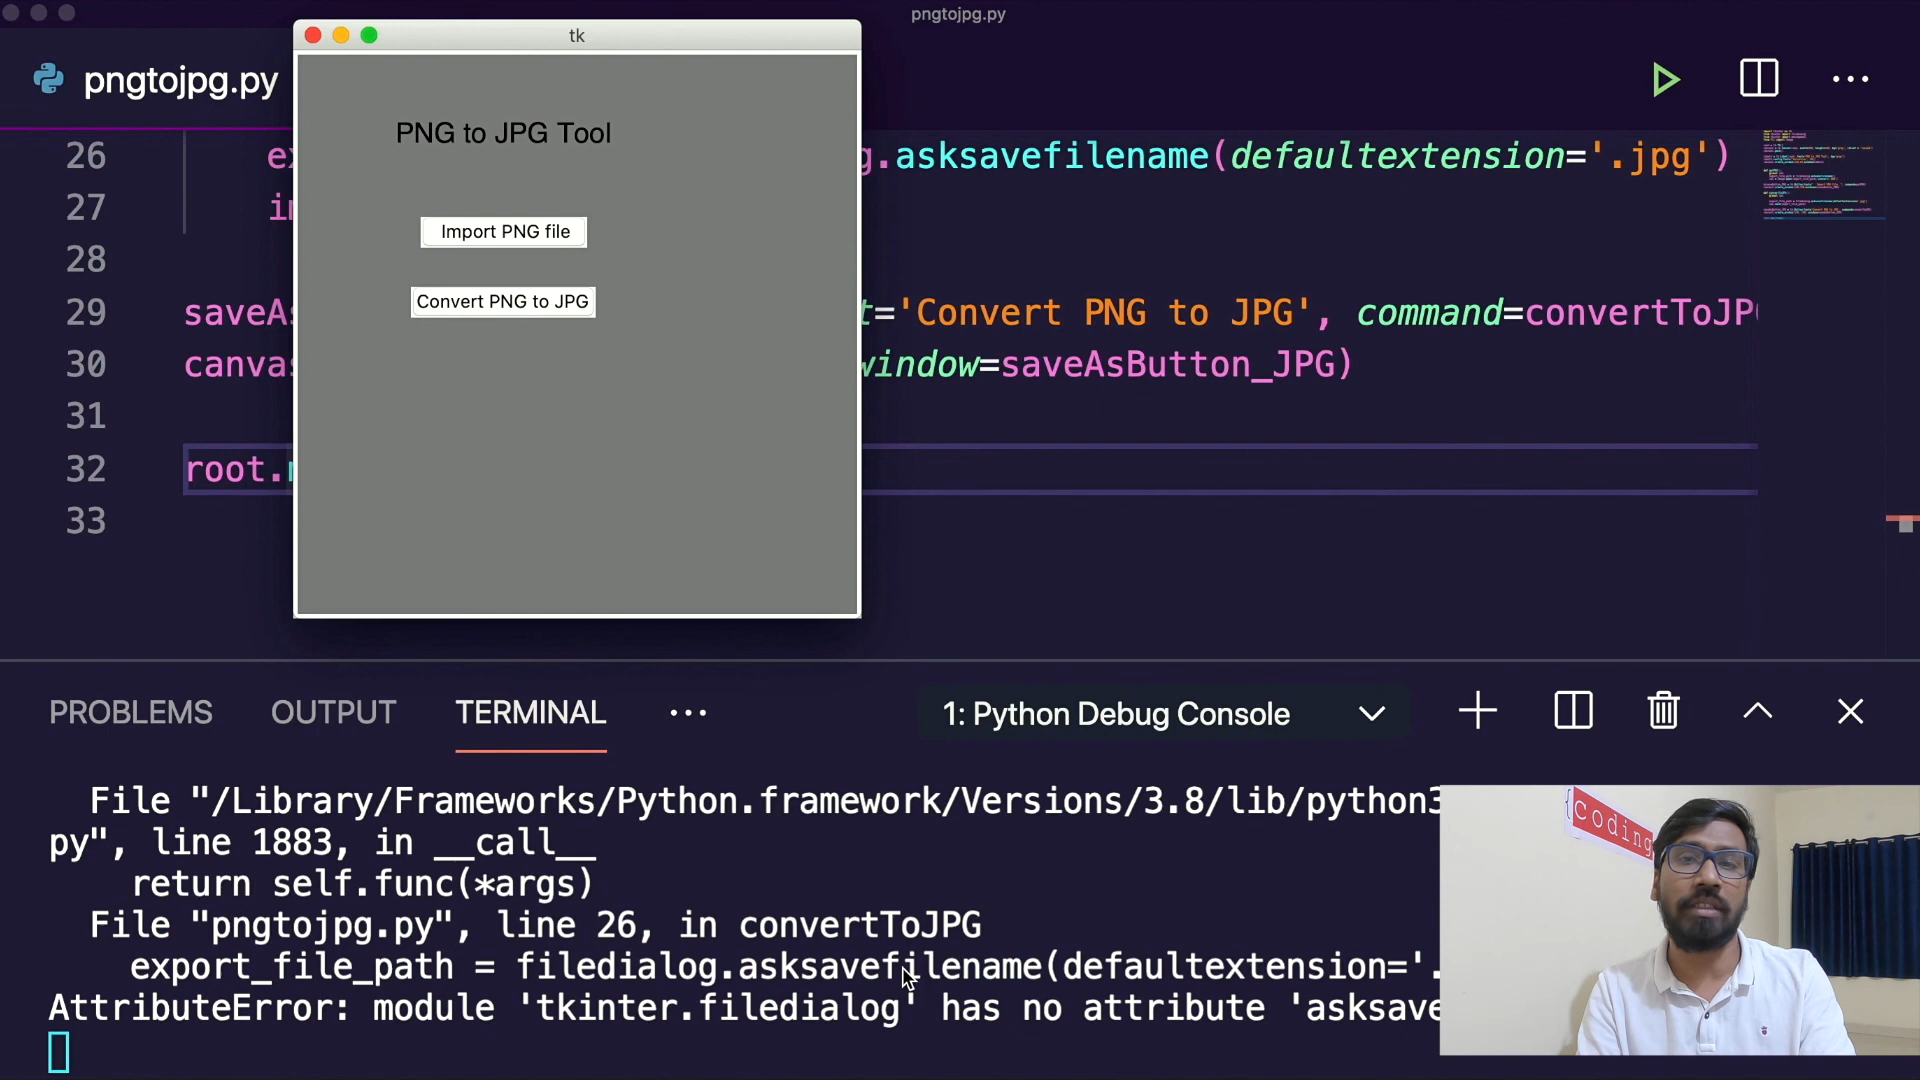 pngtojpg.py
tk
pngtojpg.py
PNG to JPG Tool
26 ex g.asksavefilename(defaultextension='.jpg')
27
Import PNG file
28
Convert PNG to JPG
29 saveAs t='Convert PNG to JPG', command=convertToJP
30 canvas window=saveAsButton_JPG)
31
32 root.
33
PROBLEMS OUTPUT TERMINAL ··· 1: Python Debug Console
File "/Library/Frameworks/Python.framework/Versions/3.8/lib/python3
py", line 1883, in __call__
return self.func(*args)
File "pngtojpg.py", line 26, in convertToJPG
export_file_path = filedialog.asksavefilename(defaultextension='.
AttributeError: module 'tkinter.filedialog' has no attribute 'asksave
{Coding